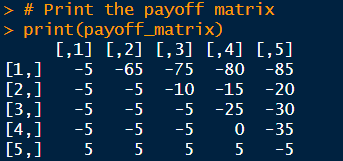 > # Print the payoff matrix
> print(payoff_matrix)
     [,1] [,2] [,3] [,4] [,5]
[1,]   -5  -65  -75  -80  -85
[2,]   -5   -5  -10  -15  -20
[3,]   -5   -5   -5  -25  -30
[4,]   -5   -5   -5    0  -35
[5,]    5    5    5    5   -5